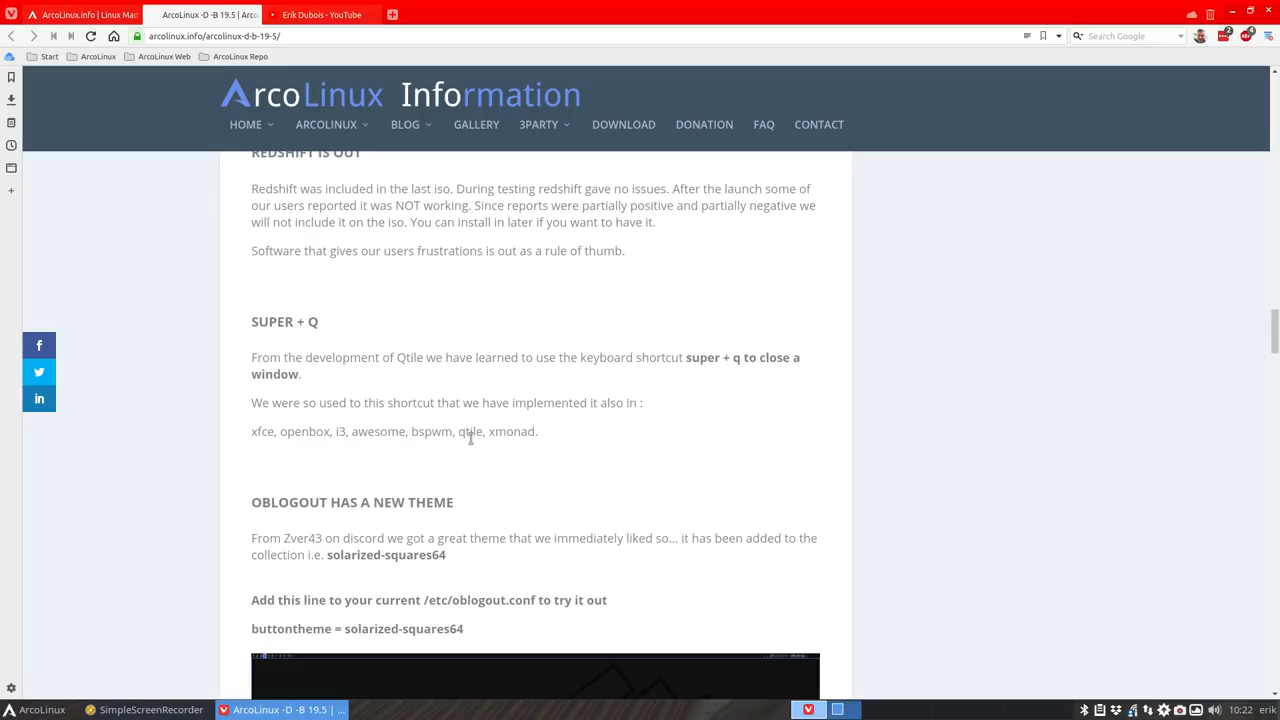 ArcoLinux.info | Linux Mad
ArcoLinux -D -B 19.5 | Arco
Erik Dubois - YouTube
arcolinux.info/arcolinux-d-b-19-5/
Search Google
2
4
Start
ArcoLinux
ArcoLinux Web
ArcoLinux Repo
ArcoLinux Information
HOME
ARCOLINUX
BLOG
GALLERY
3PARTY
DOWNLOAD
DONATION
FAQ
CONTACT
REDSHIFT IS OUT
Redshift was included in the last iso. During testing redshift gave no issues. After the launch some of
our users reported it was NOT working. Since reports were partially positive and partially negative we
will not include it on the iso. You can install in later if you want to have it.
Software that gives our users frustrations is out as a rule of thumb.
SUPER + Q
From the development of Qtile we have learned to use the keyboard shortcut super + q to close a
window.
We were so used to this shortcut that we have implemented it also in :
xfce, openbox, i3, awesome, bspwm, qtile, xmonad.
OBLOGOUT HAS A NEW THEME
From Zver43 on discord we got a great theme that we immediately liked so... it has been added to the
collection i.e. solarized-squares64
Add this line to your current /etc/oblogout.conf to try it out
buttontheme = solarized-squares64
ArcoLinux
SimpleScreenRecorder
ArcoLinux -D -B 19.5 | ...
10:22
erik